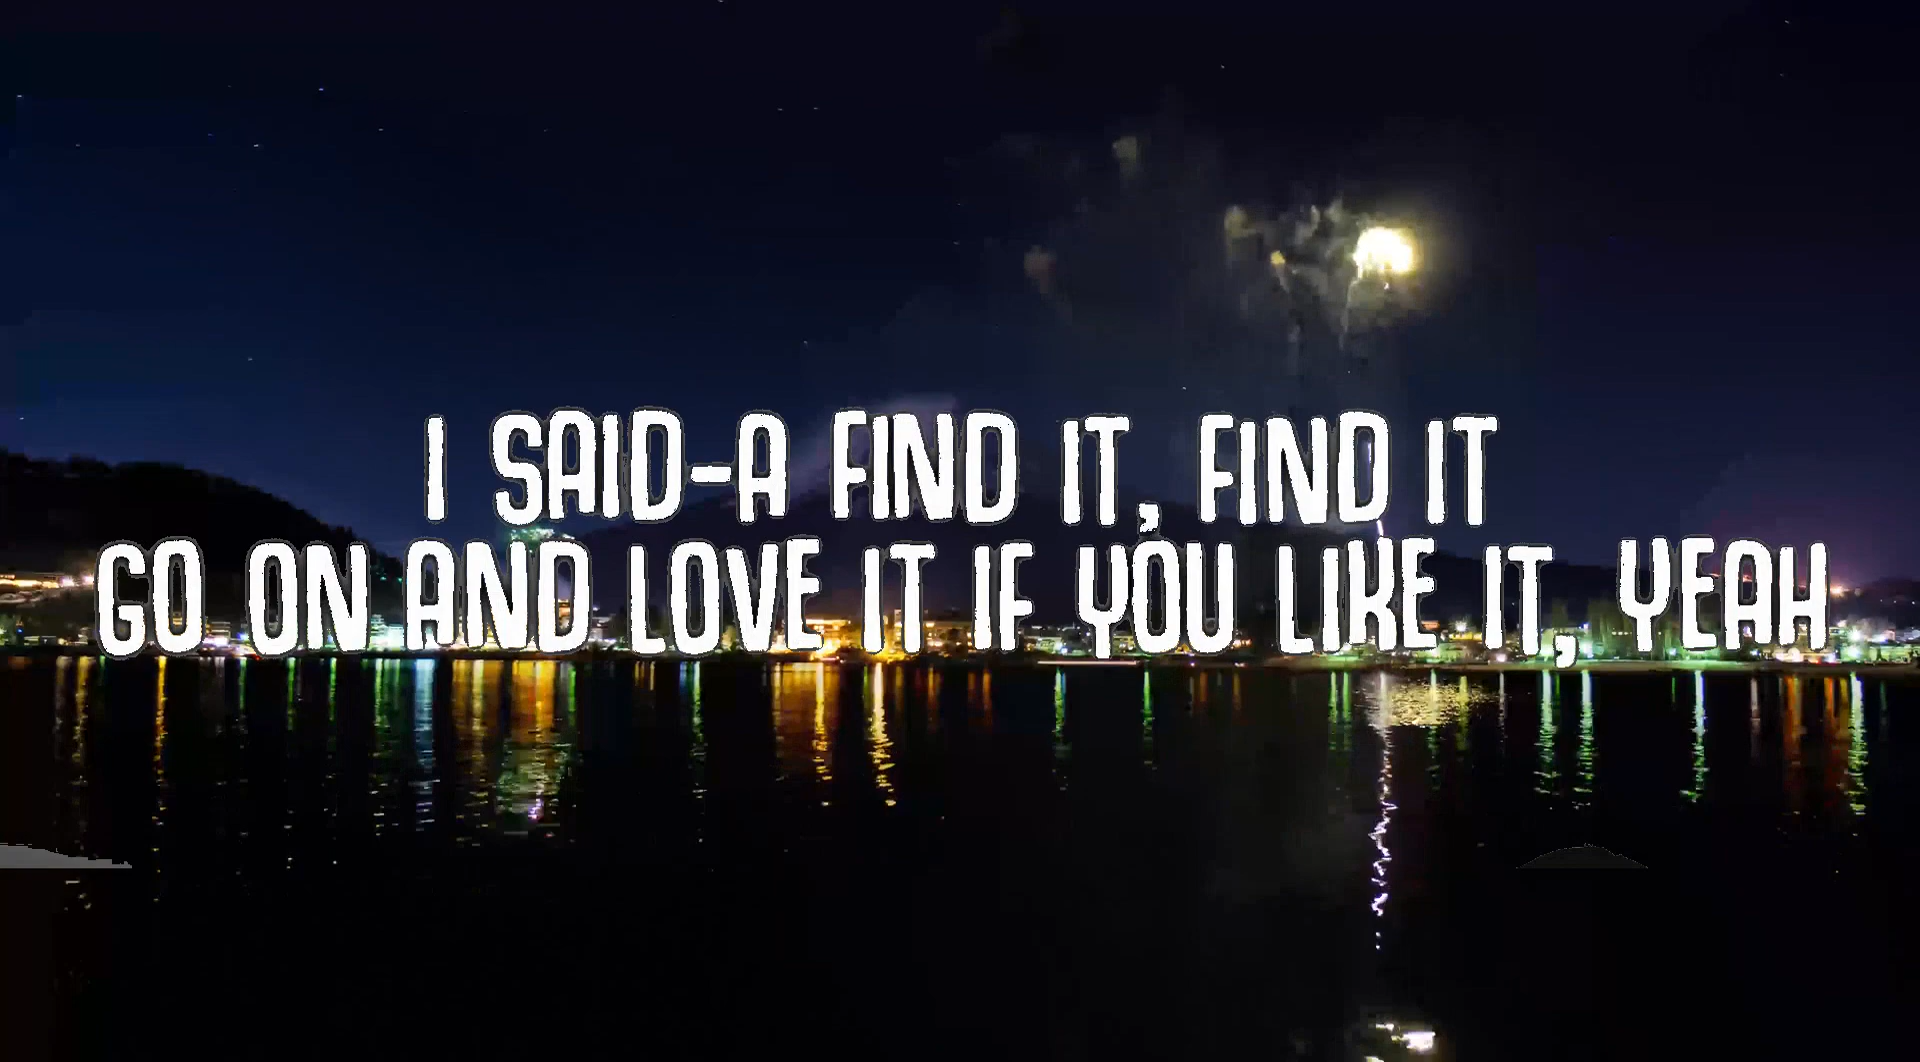 I SAID-A FIND IT, FIND IT
GO ON AND LOVE IT IF YOU LIKE IT, YEAH